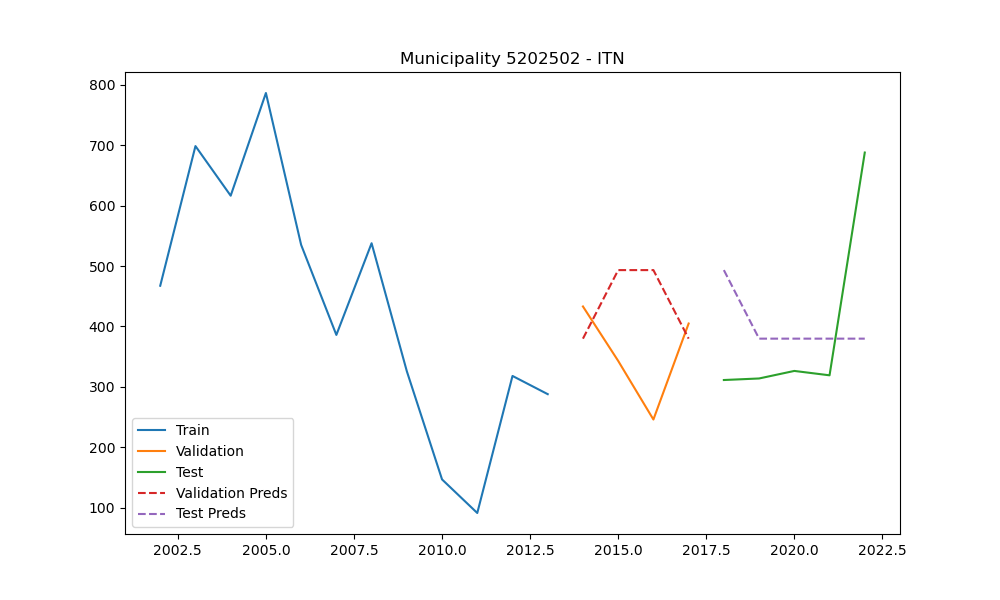 Municipality 5202502 - ITN
800
700
600
500
400
300
200
100
Train
Validation
Test
Validation Preds
Test Preds
2002.5 2005.0 2007.5 2010.0 2012.5 2015.0 2017.5 2020.0 2022.5